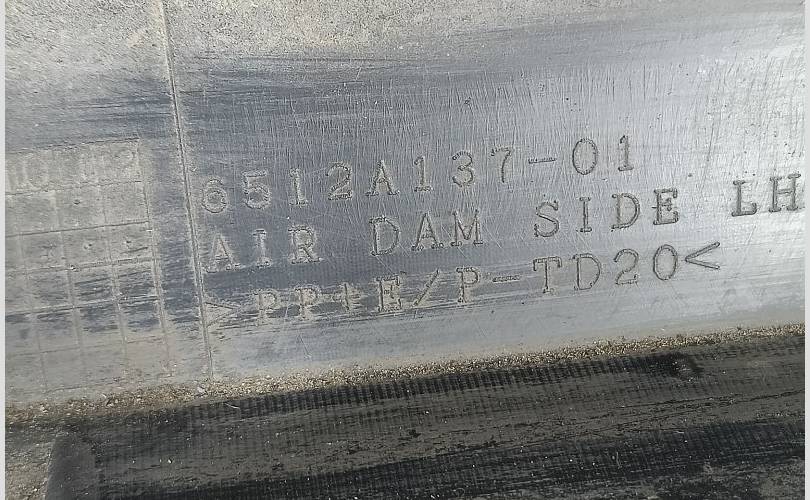 6512A137-01
AIR DAM SIDE LH
>PP+E/P-TD20<